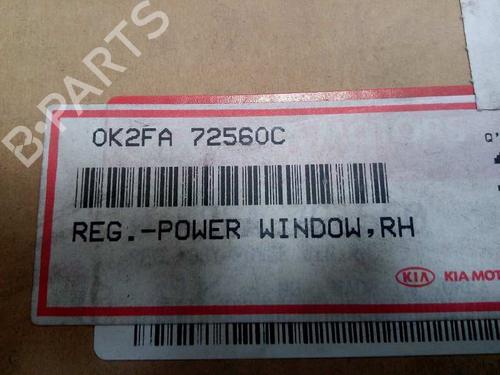 B-PARTS
0K2FA 72560C
REG.-POWER WINDOW,RH
KIA KIA MOT